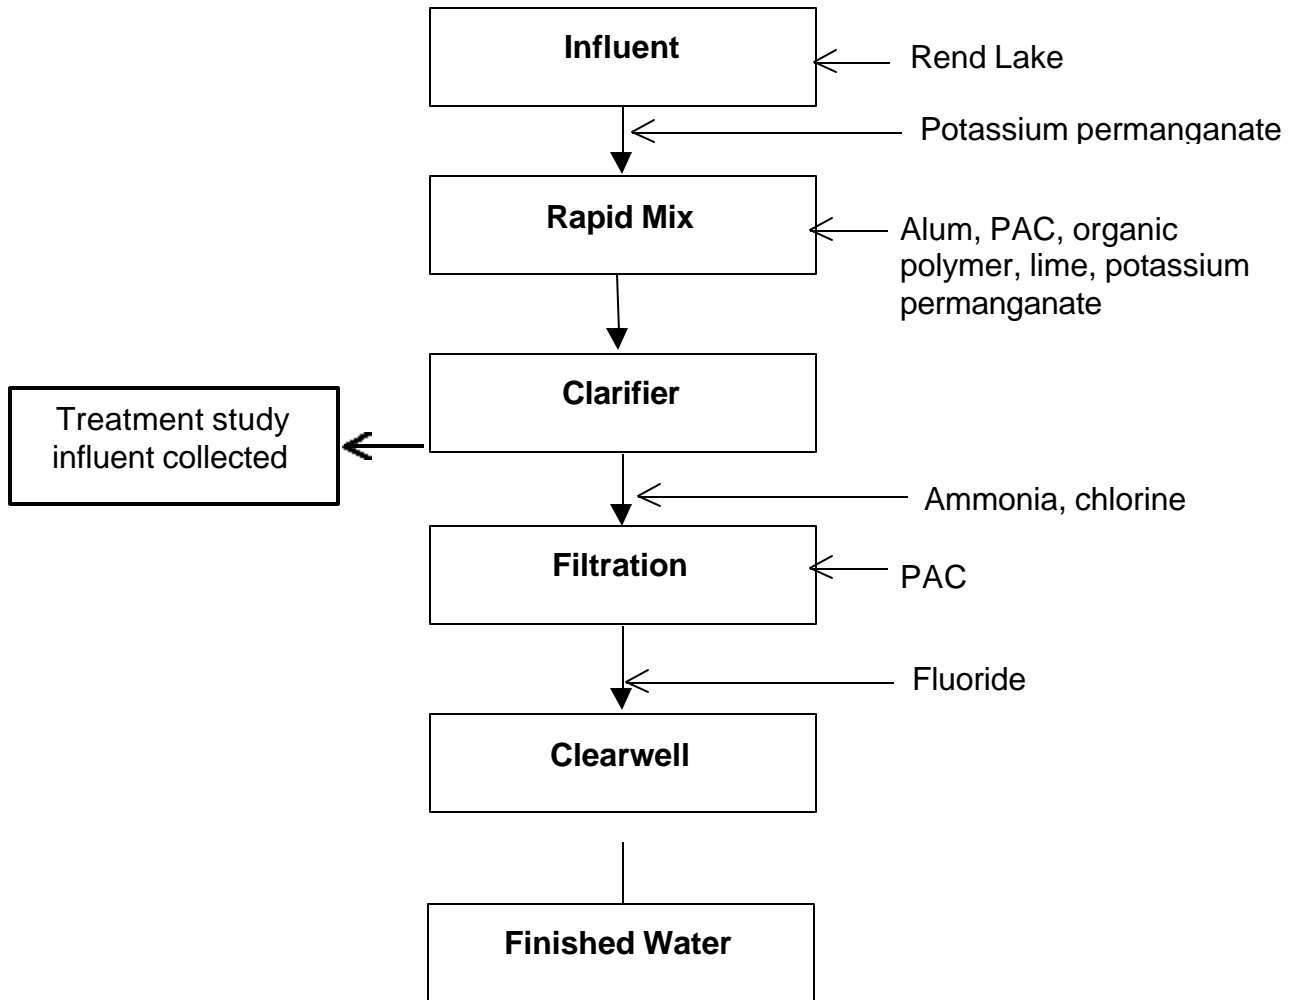 Influent
Rend Lake
Potassium permanganate
Rapid Mix
Alum, PAC, organic
polymer, lime, potassium
permanganate
Clarifier
Treatment study
influent collected
Ammonia, chlorine
Filtration
PAC
Fluoride
Clearwell
Finished Water